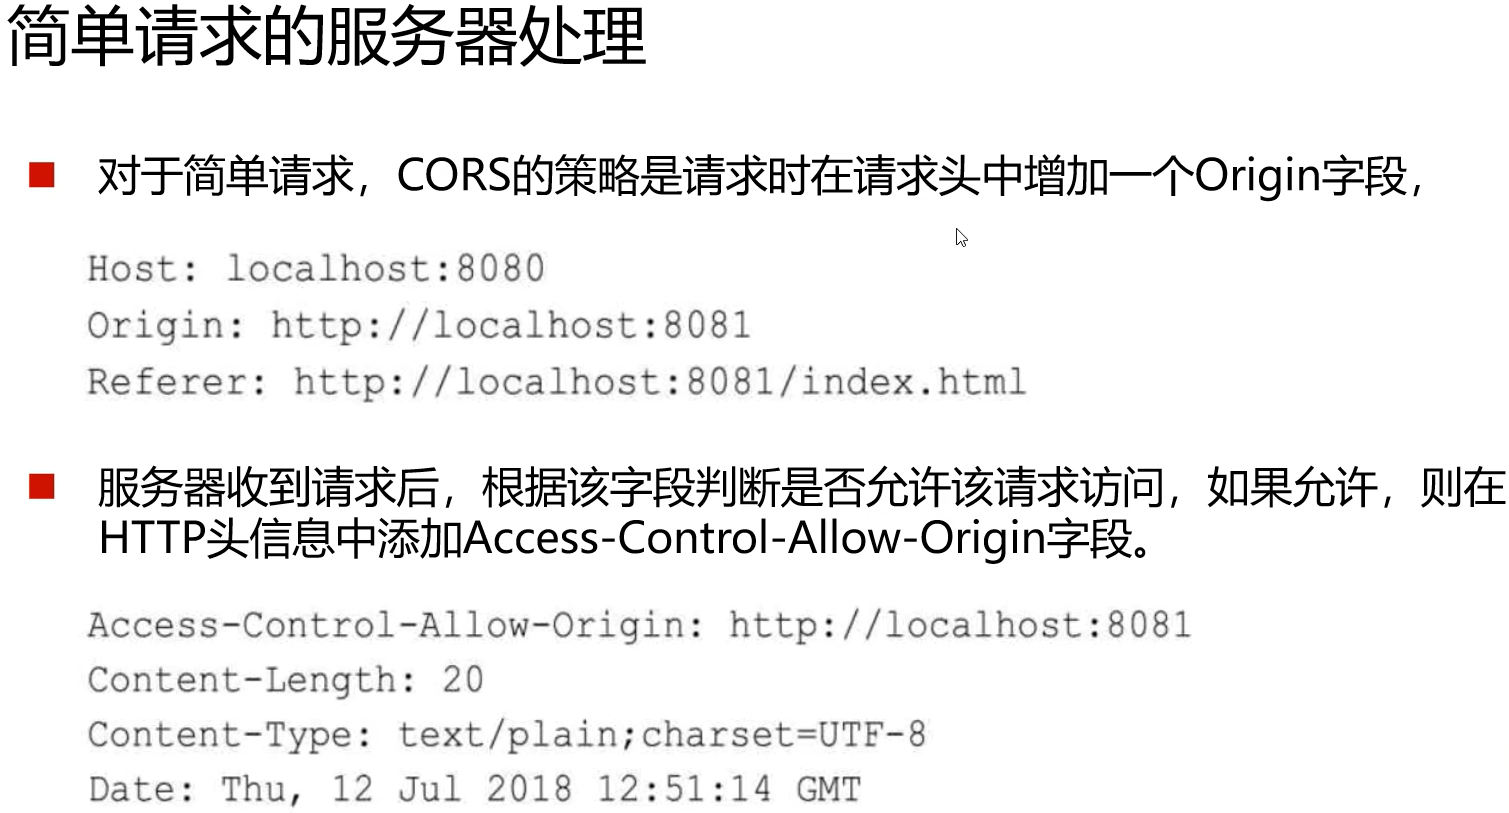 简单请求的服务器处理
对于简单请求，CORS的策略是请求时在请求头中增加一个Origin字段，
Host: localhost:8080
Origin: http://localhost:8081
Referer: http://localhost:8081/index.html
服务器收到请求后，根据该字段判断是否允许该请求访问，如果允许，则在
HTTP头信息中添加Access-Control-Allow-Origin字段。
Access-Control-Allow-Origin: http://localhost:8081
Content-Length: 20
Content-Type: text/plain;charset=UTF-8
Date: Thu, 12 Jul 2018 12:51:14 GMT